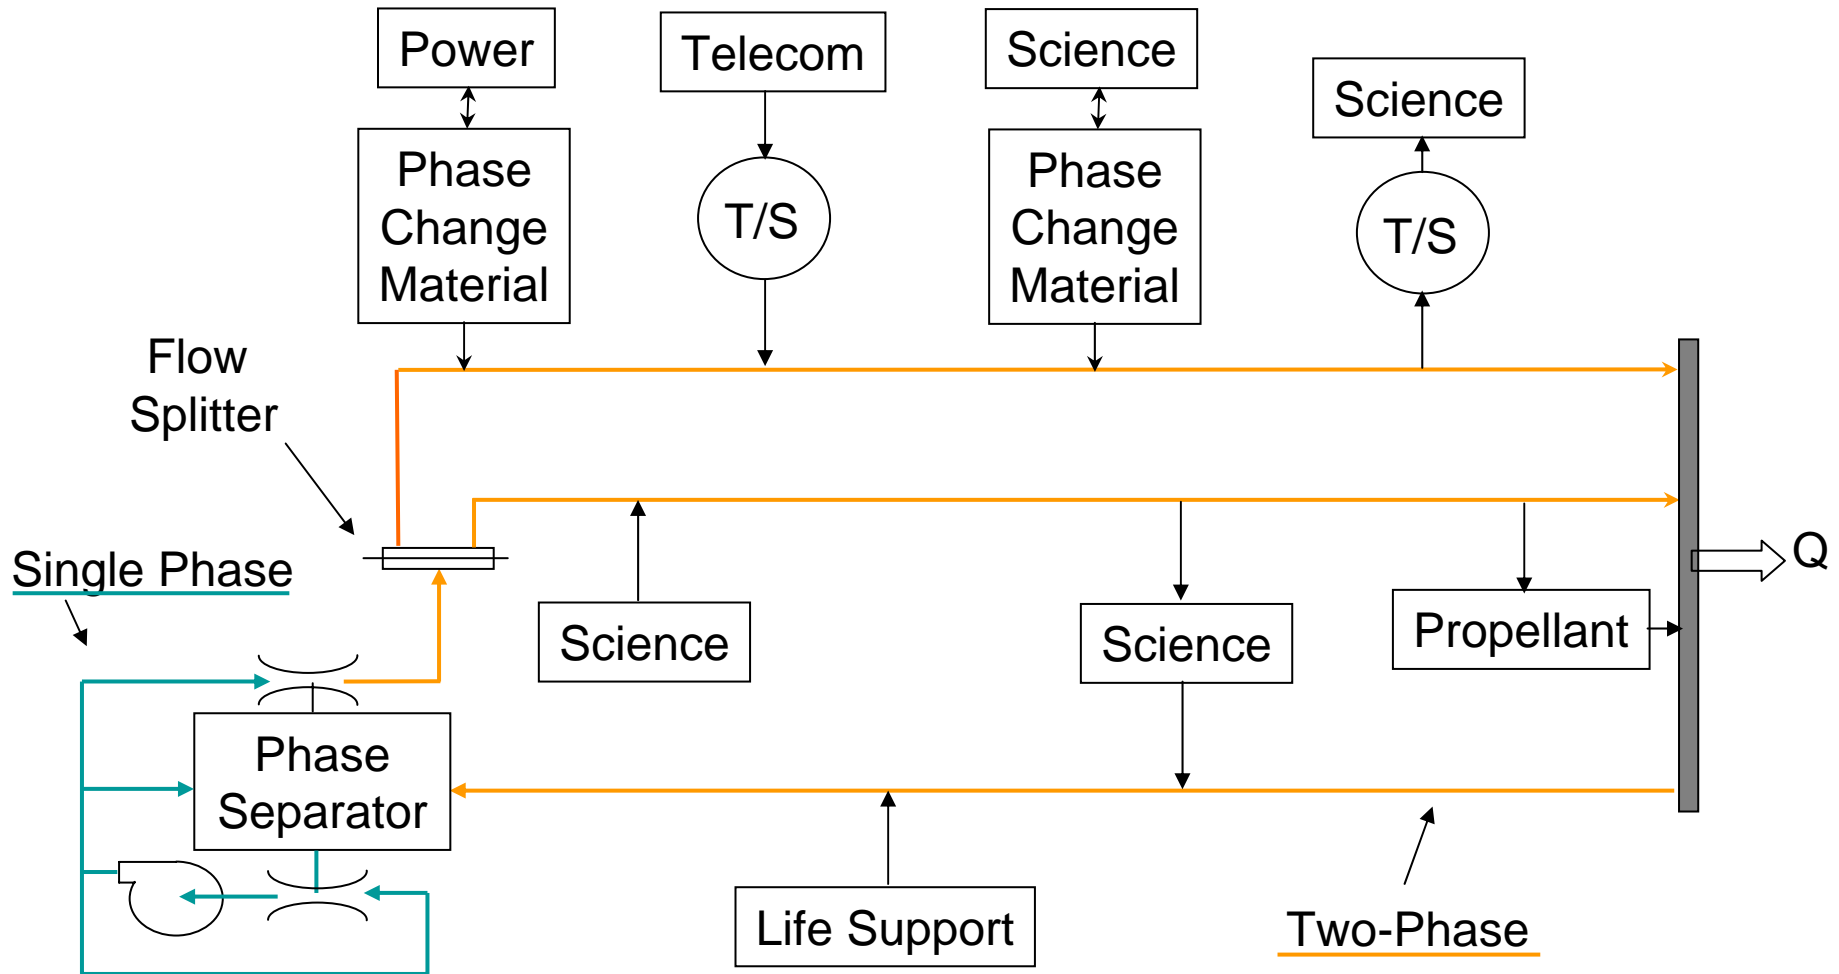 Power
Telecom
Science
Science
Phase
Change
Material
T/S
Phase
Change
Material
T/S
Flow
Splitter
Q
Single Phase
Science
Science
Propellant
Phase
Separator
Life Support
Two-Phase